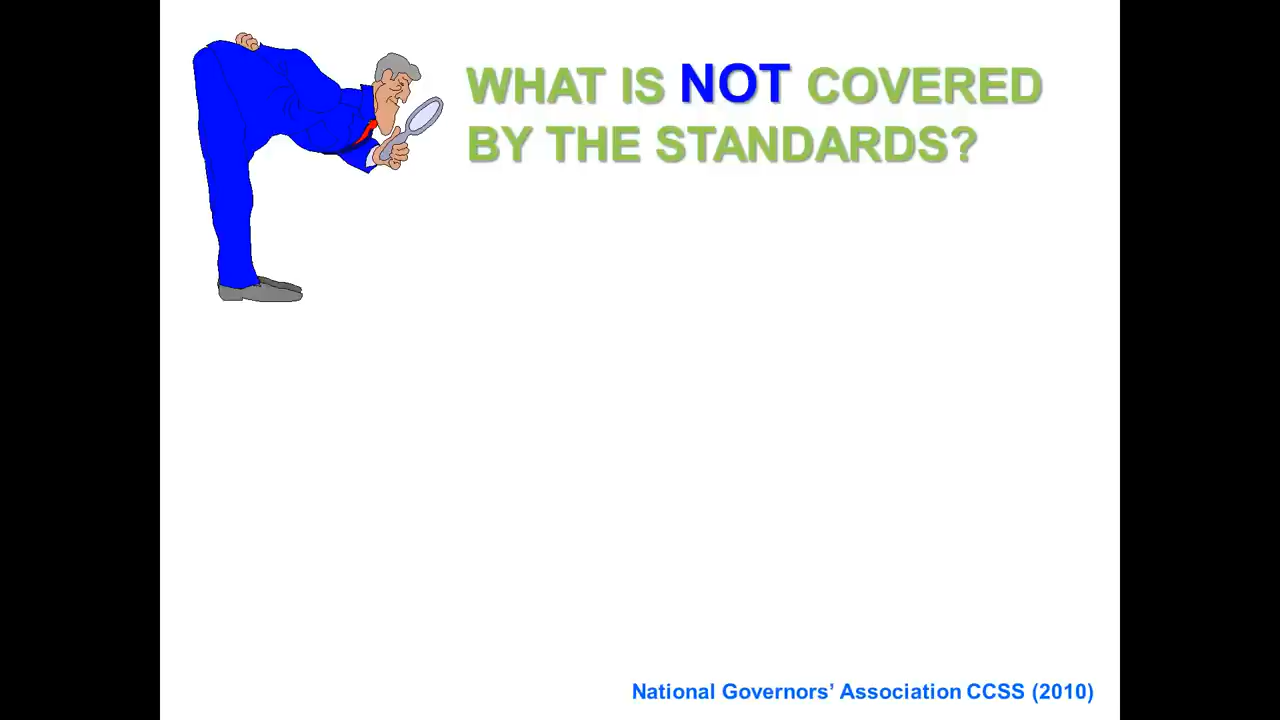 WHAT IS NOT COVERED
BY THE STANDARDS?
National Governors’ Association CCSS (2010)